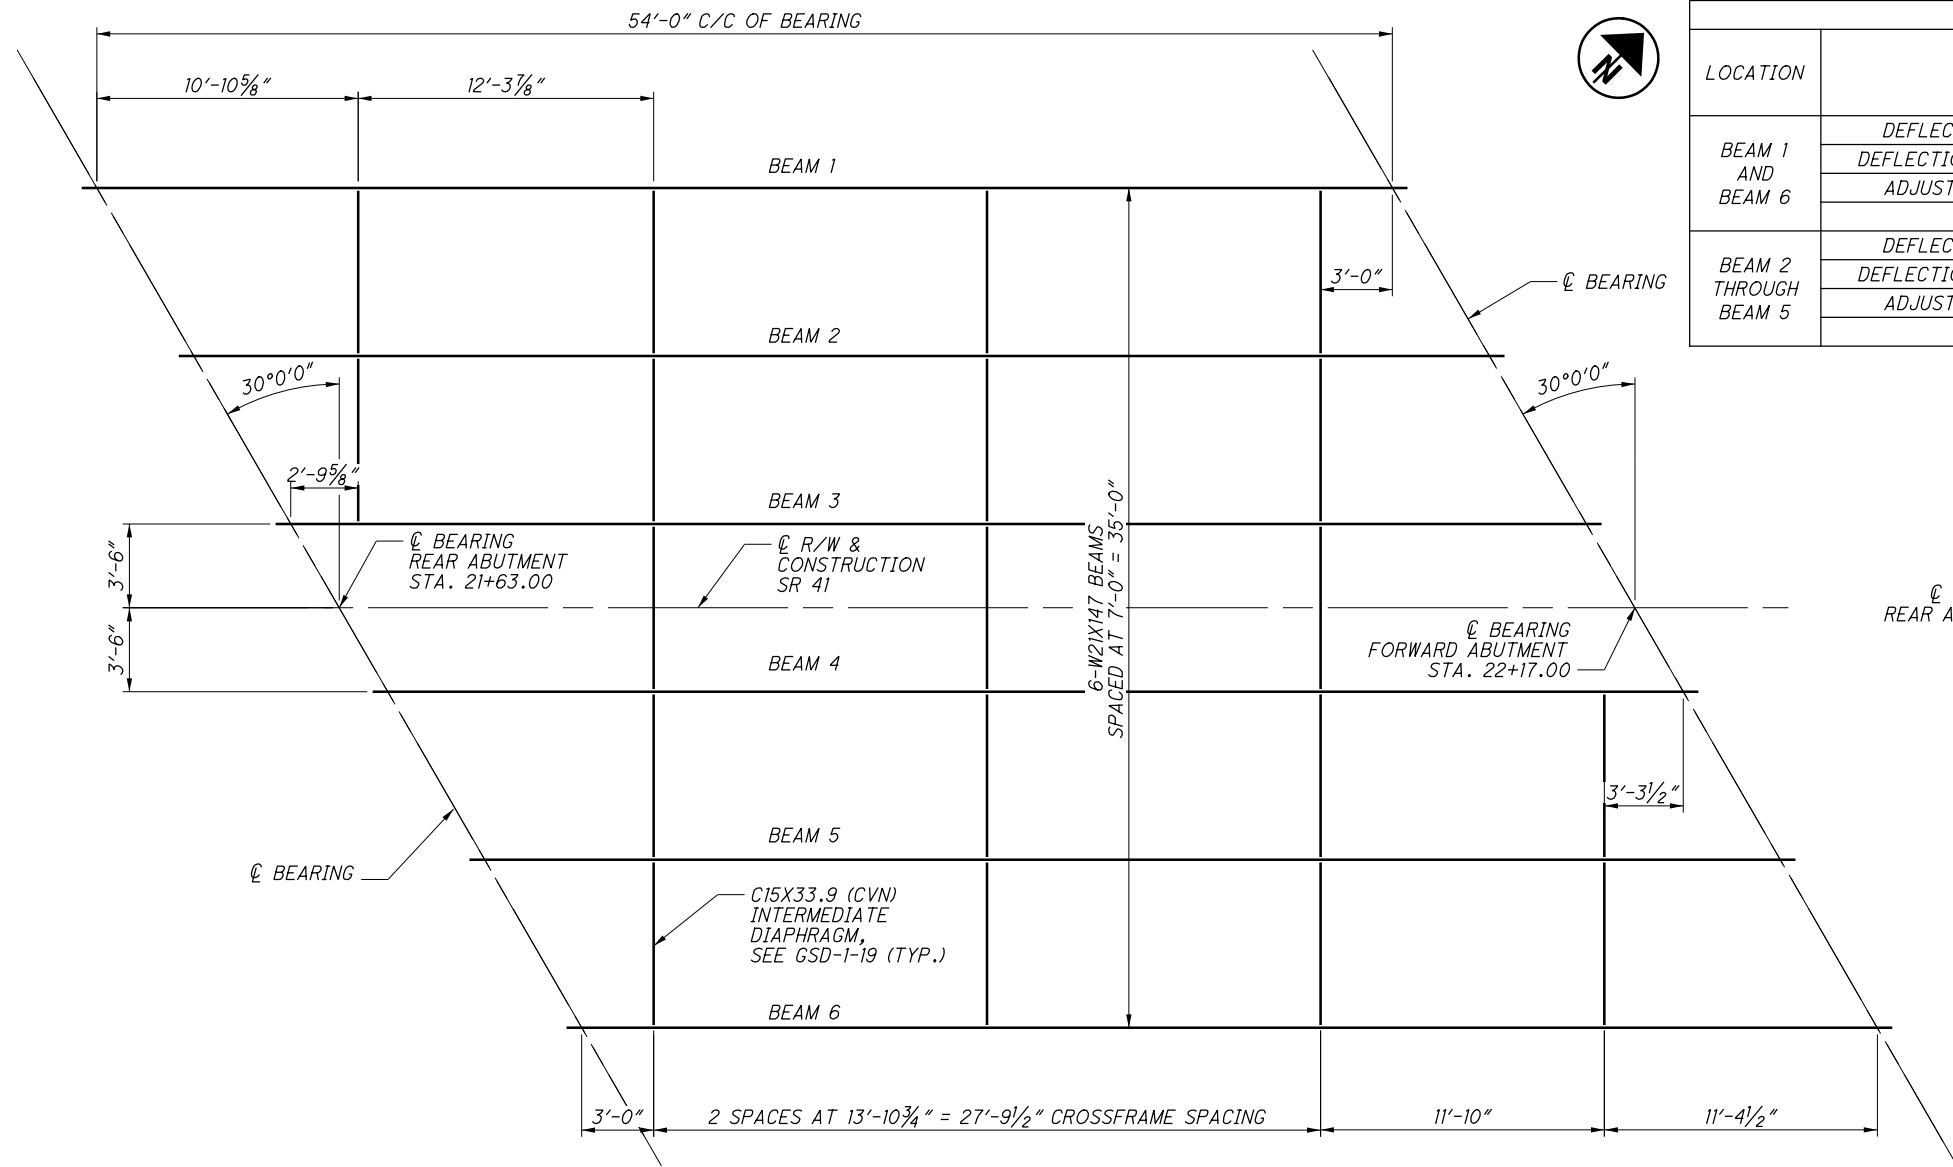 54'-0" C/C OF BEARING
10'-10⅝"
12'-3⅞"
N
LOCATION
BEAM 1
AND
BEAM 6
DEFLEC
DEFLECTIO
ADJUST
BEAM 2
THROUGH
BEAM 5
DEFLEC
DEFLECTIO
ADJUST
BEAM 1
3'-0"
℄ BEARING
BEAM 2
30°0'0"
30°0'0"
2'-9⅝"
BEAM 3
3'-6"
3'-6"
℄ BEARING
REAR ABUTMENT
STA. 21+63.00
℄ R/W &
CONSTRUCTION
SR 41
6-W21X147 BEAMS
SPACED AT 7'-0" = 35'-0"
℄ BEARING
FORWARD ABUTMENT
STA. 22+17.00
℄
REAR A
BEAM 4
3'-3½"
BEAM 5
℄ BEARING
C15X33.9 (CVN)
INTERMEDIATE
DIAPHRAGM,
SEE GSD-1-19 (TYP.)
BEAM 6
3'-0"
2 SPACES AT 13'-10¾" = 27'-9½" CROSSFRAME SPACING
11'-10"
11'-4½"